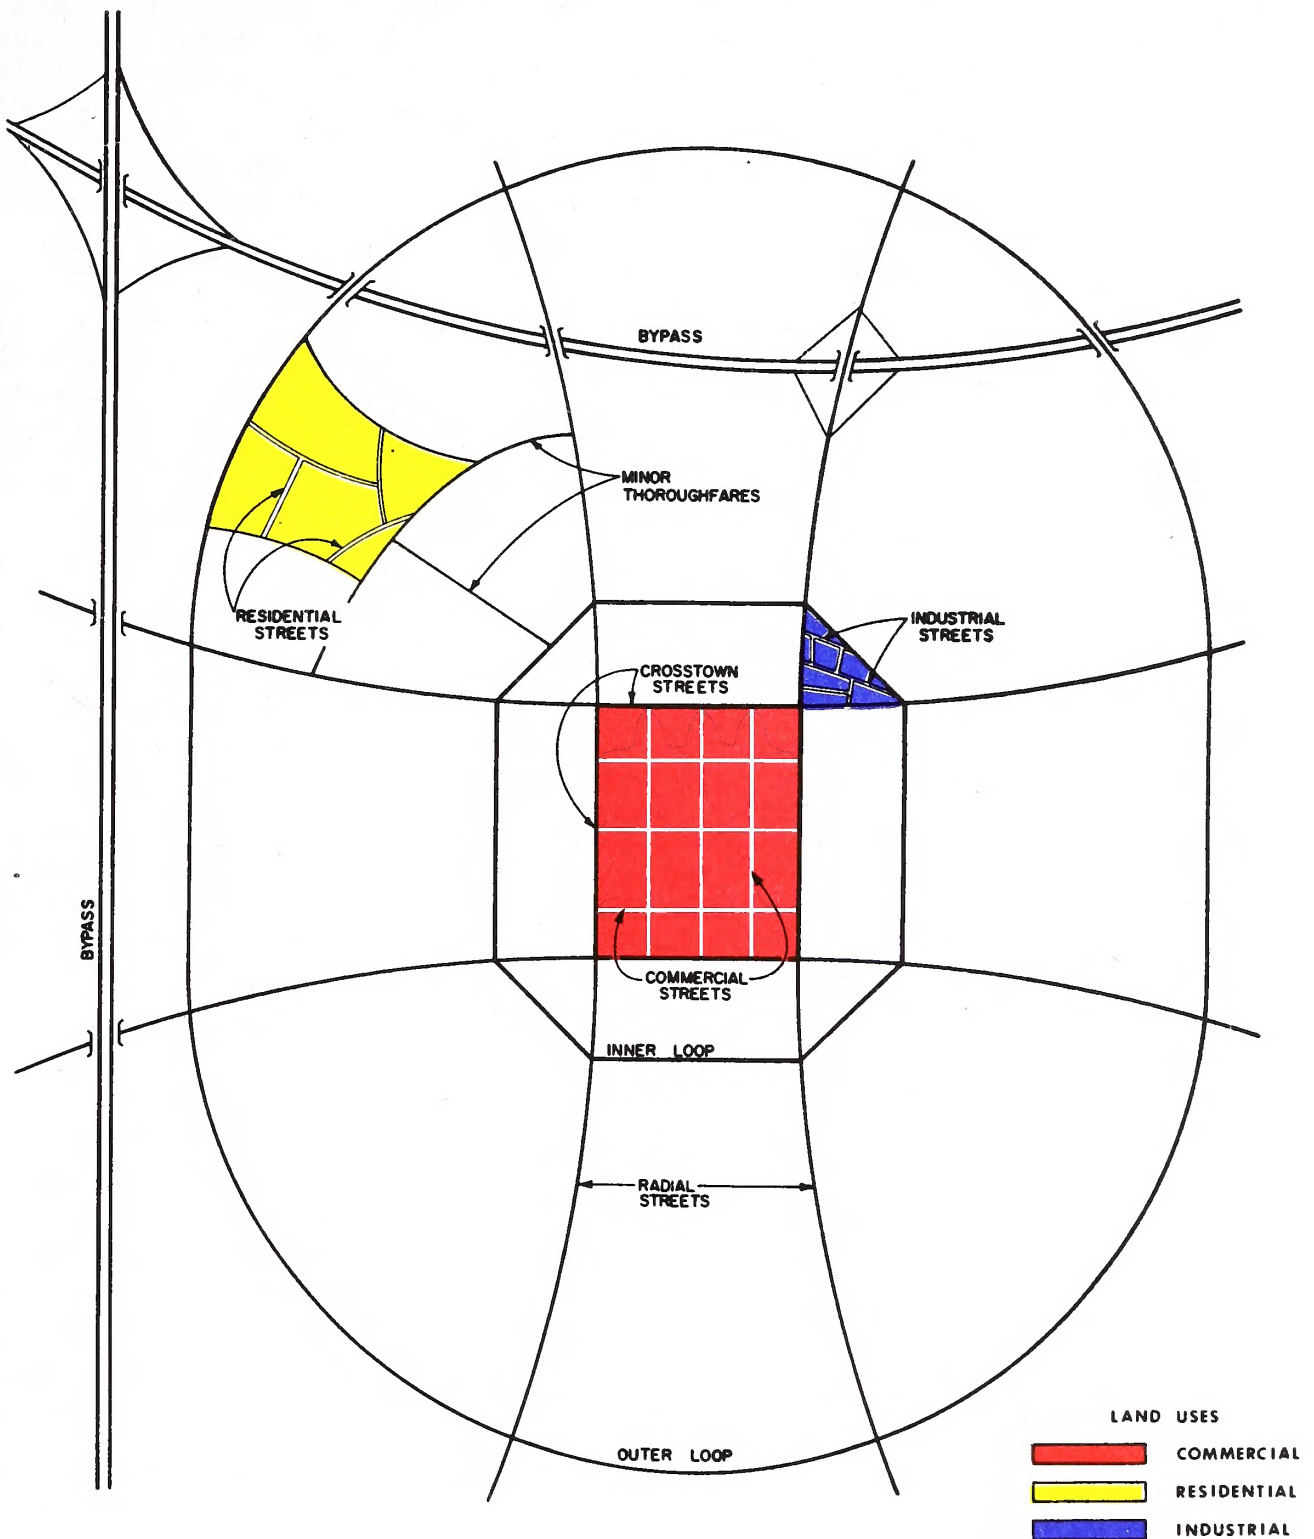 BYPASS
MINOR
THOROUGHFARES
RESIDENTIAL
STREETS
INDUSTRIAL
STREETS
CROSSTOWN
STREETS
BYPASS
COMMERCIAL
STREETS
INNER LOOP
RADIAL
STREETS
OUTER LOOP
LAND USES
COMMERCIAL
RESIDENTIAL
INDUSTRIAL